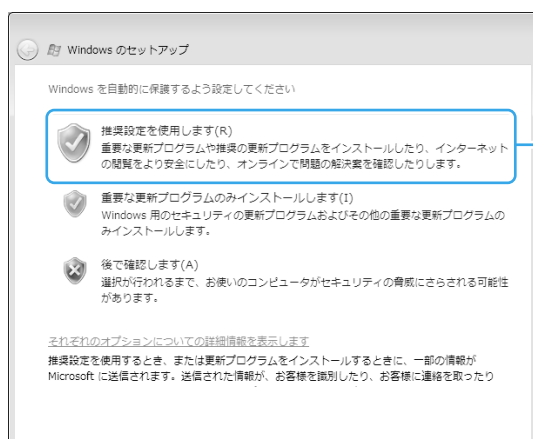 Windows のセットアップ
Windows を自動的に保護するよう設定してください
推奨設定を使用します(R)
重要な更新プログラムや推奨の更新プログラムをインストールしたり、インターネット
の閲覧をより安全にしたり、オンラインで問題の解決案を確認したりします。
重要な更新プログラムのみインストールします(I)
Windows 用のセキュリティの更新プログラムおよびその他の重要な更新プログラムの
みインストールします。
後で確認します(A)
選択が行われるまで、お使いのコンピュータがセキュリティの脅威にさらされる可能性
があります。
それぞれのオプションについての詳細情報を表示します
推奨設定を使用するとき、または更新プログラムをインストールするときに、一部の情報が
Microsoft に送信されます。送信された情報が、お客様を識別したり、お客様に連絡を取ったり